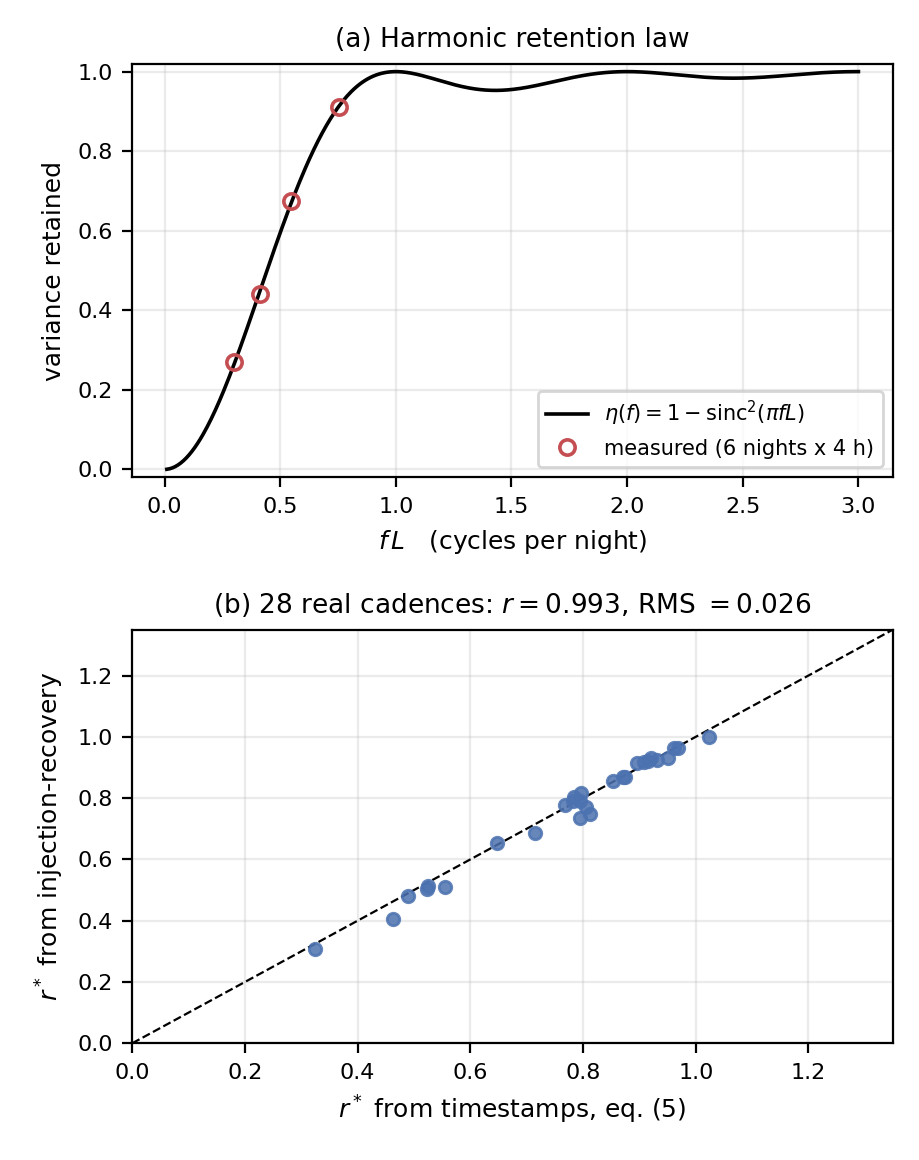 (a) Harmonic retention law
1.0
0.8
0.6
0.4
0.2
0.0
variance retained
η(f) = 1 − sinc²(πfL)
measured (6 nights x 4 h)
0.0 0.5 1.0 1.5 2.0 2.5 3.0
f L (cycles per night)
(b) 28 real cadences: r = 0.993, RMS = 0.026
1.2
1.0
0.8
0.6
0.4
0.2
0.0
r* from injection-recovery
0.0 0.2 0.4 0.6 0.8 1.0 1.2
r* from timestamps, eq. (5)